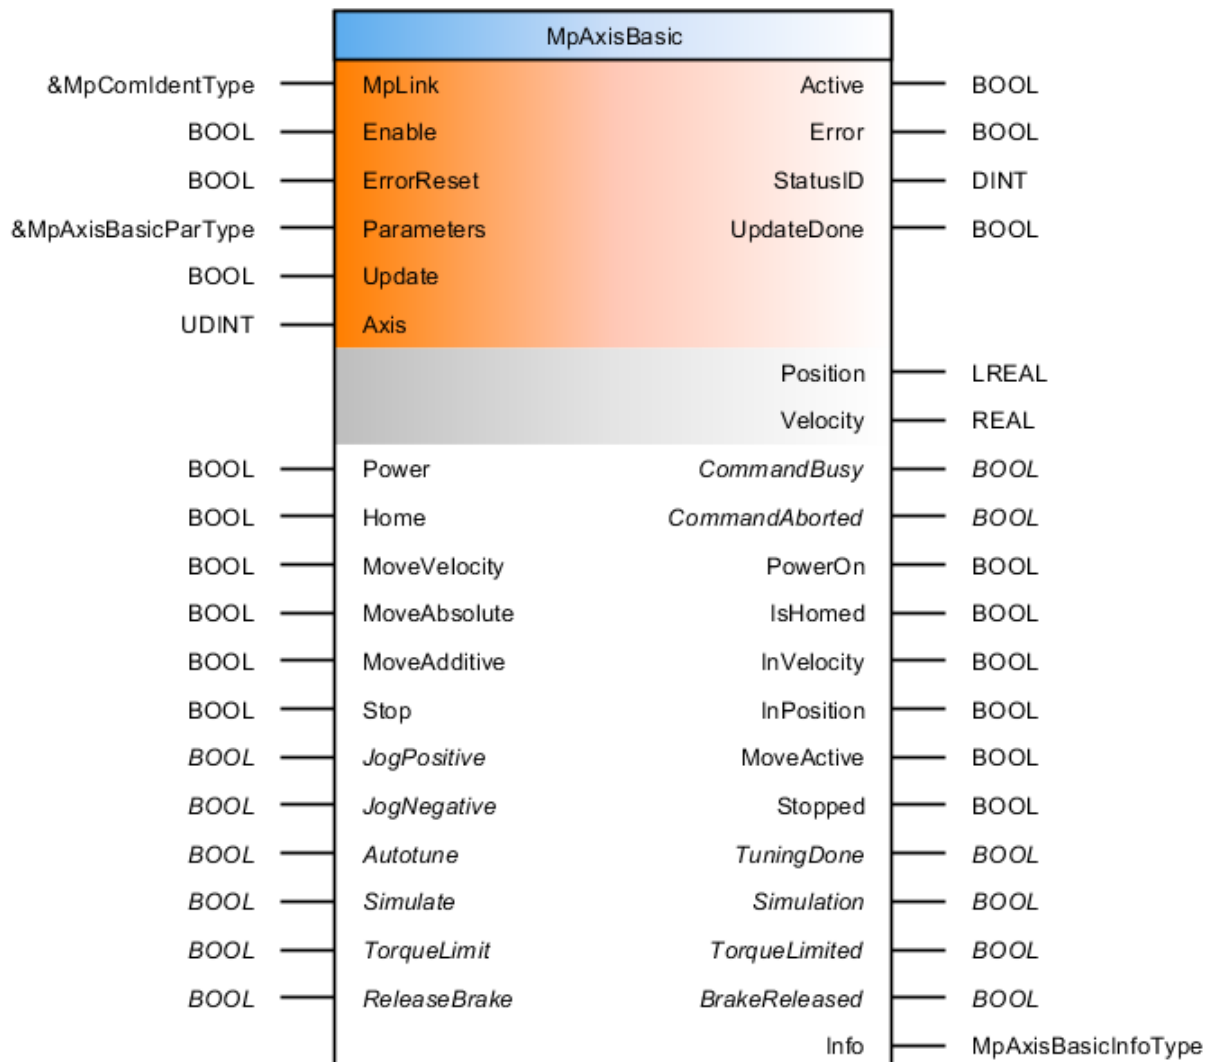 MpAxisBasic
&MpComIdentType MpLink Active BOOL
BOOL Enable Error BOOL
BOOL ErrorReset StatusID DINT
&MpAxisBasicParType Parameters UpdateDone BOOL
BOOL Update
UDINT Axis
Position LREAL
Velocity REAL
BOOL Power CommandBusy BOOL
BOOL Home CommandAborted BOOL
BOOL MoveVelocity PowerOn BOOL
BOOL MoveAbsolute IsHomed BOOL
BOOL MoveAdditive InVelocity BOOL
BOOL Stop InPosition BOOL
BOOL JogPositive MoveActive BOOL
BOOL JogNegative Stopped BOOL
BOOL Autotune TuningDone BOOL
BOOL Simulate Simulation BOOL
BOOL TorqueLimit TorqueLimited BOOL
BOOL ReleaseBrake BrakeReleased BOOL
Info MpAxisBasicInfoType